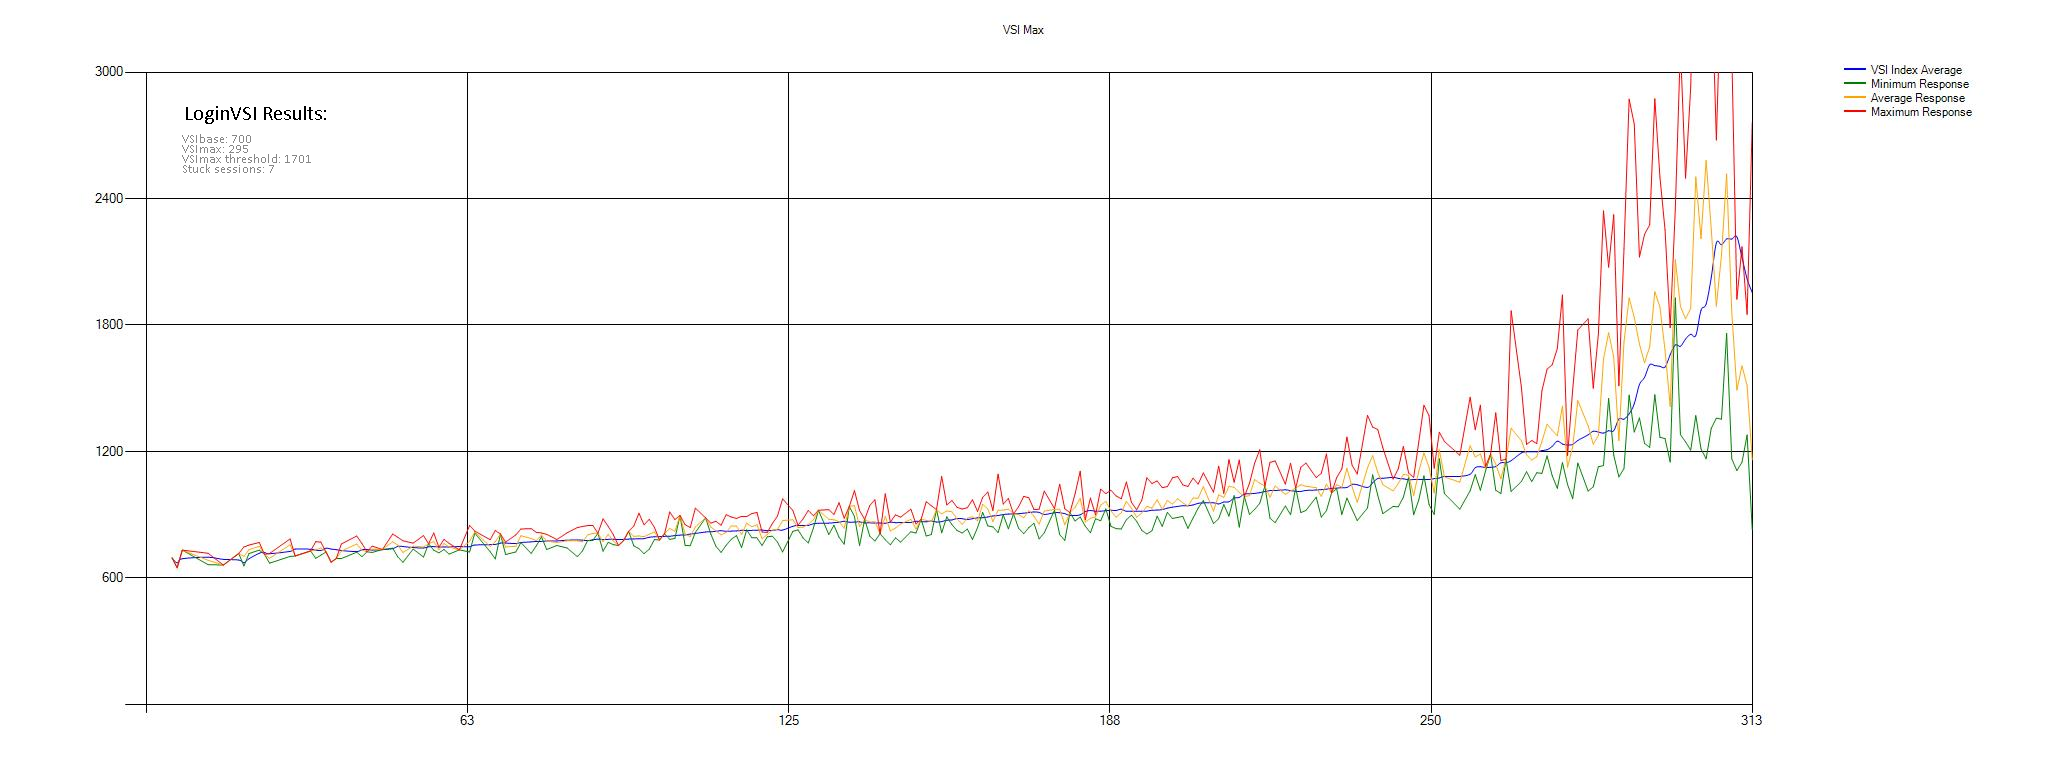 VSI Max
3000
2400
1800
1200
600
LoginVSI Results:
VSIbase: 700
VSImax: 295
VSImax threshold: 1701
Stuck sessions: 7
VSI Index Average
Minimum Response
Average Response
Maximum Response
63
125
188
250
313